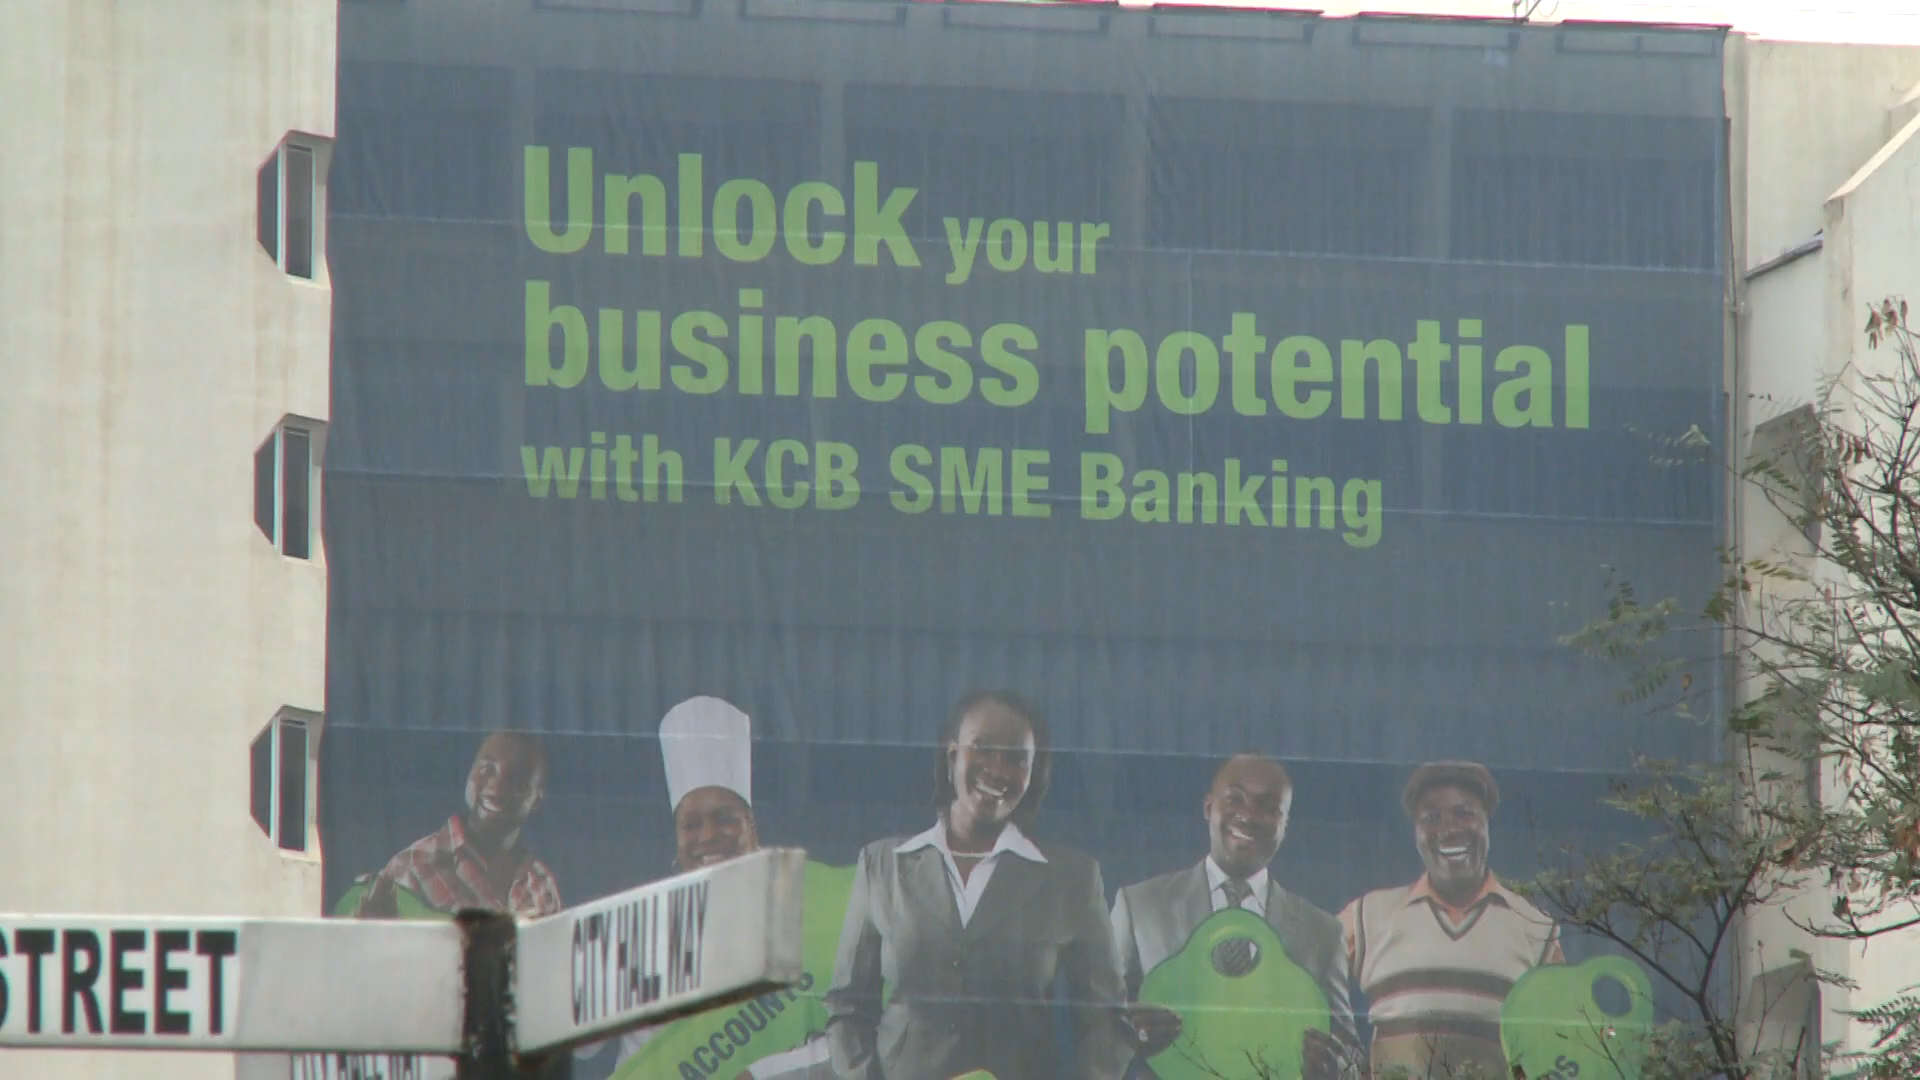 Unlock your
business potential
with KCB SME Banking
STREET
CITY HALL WAY
ACCOUNTS